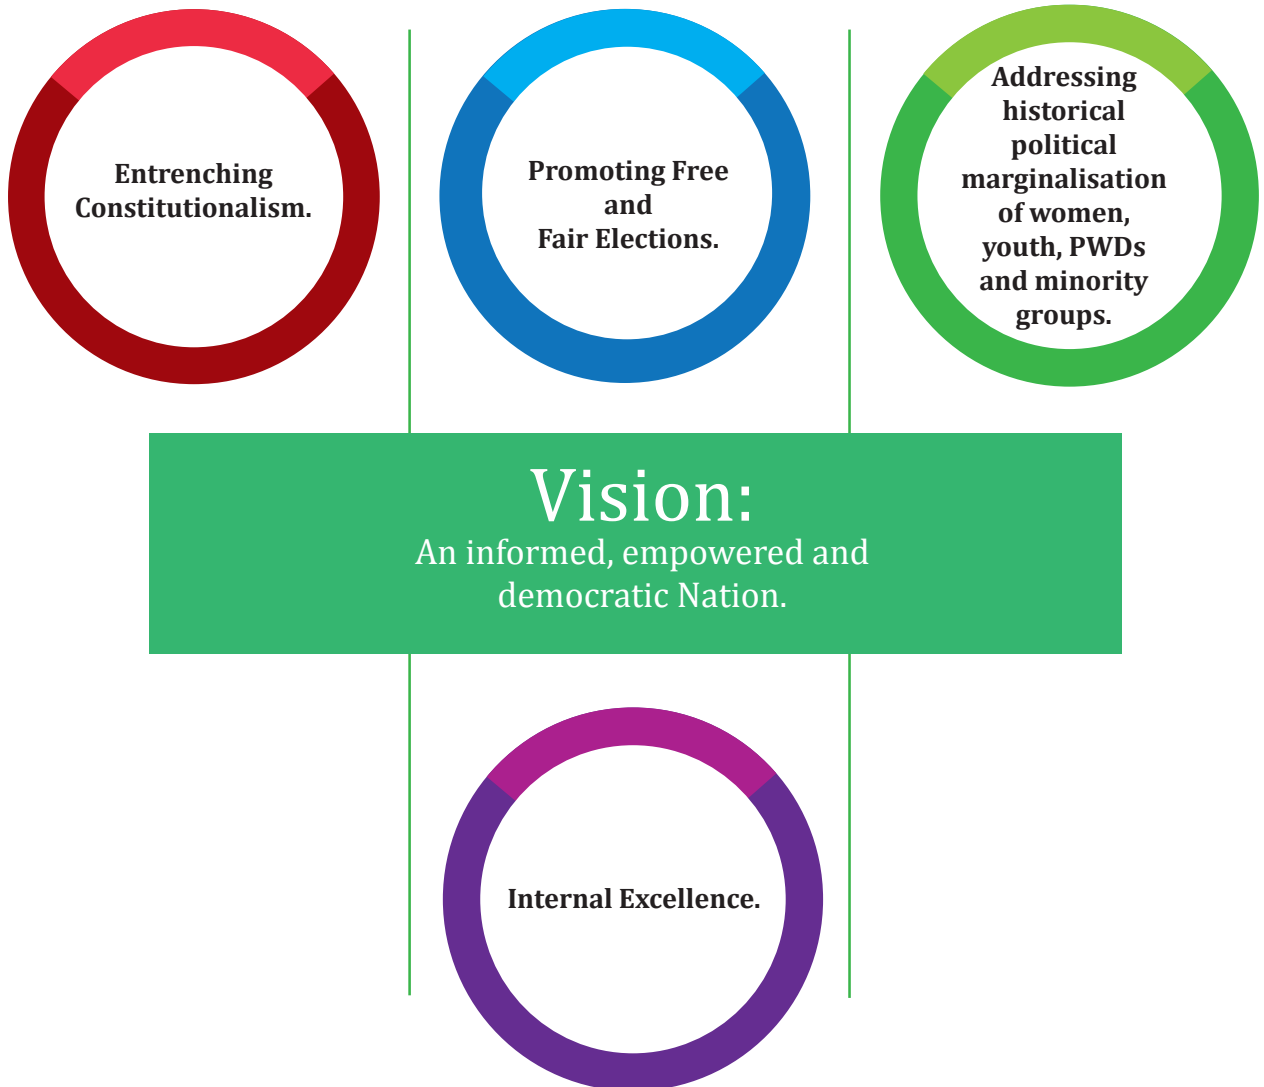 Entrenching
Constitutionalism.
Promoting Free
and
Fair Elections.
Addressing
historical
political
marginalisation
of women,
youth, PWDs
and minority
groups.
Vision:
An informed, empowered and
democratic Nation.
Internal Excellence.